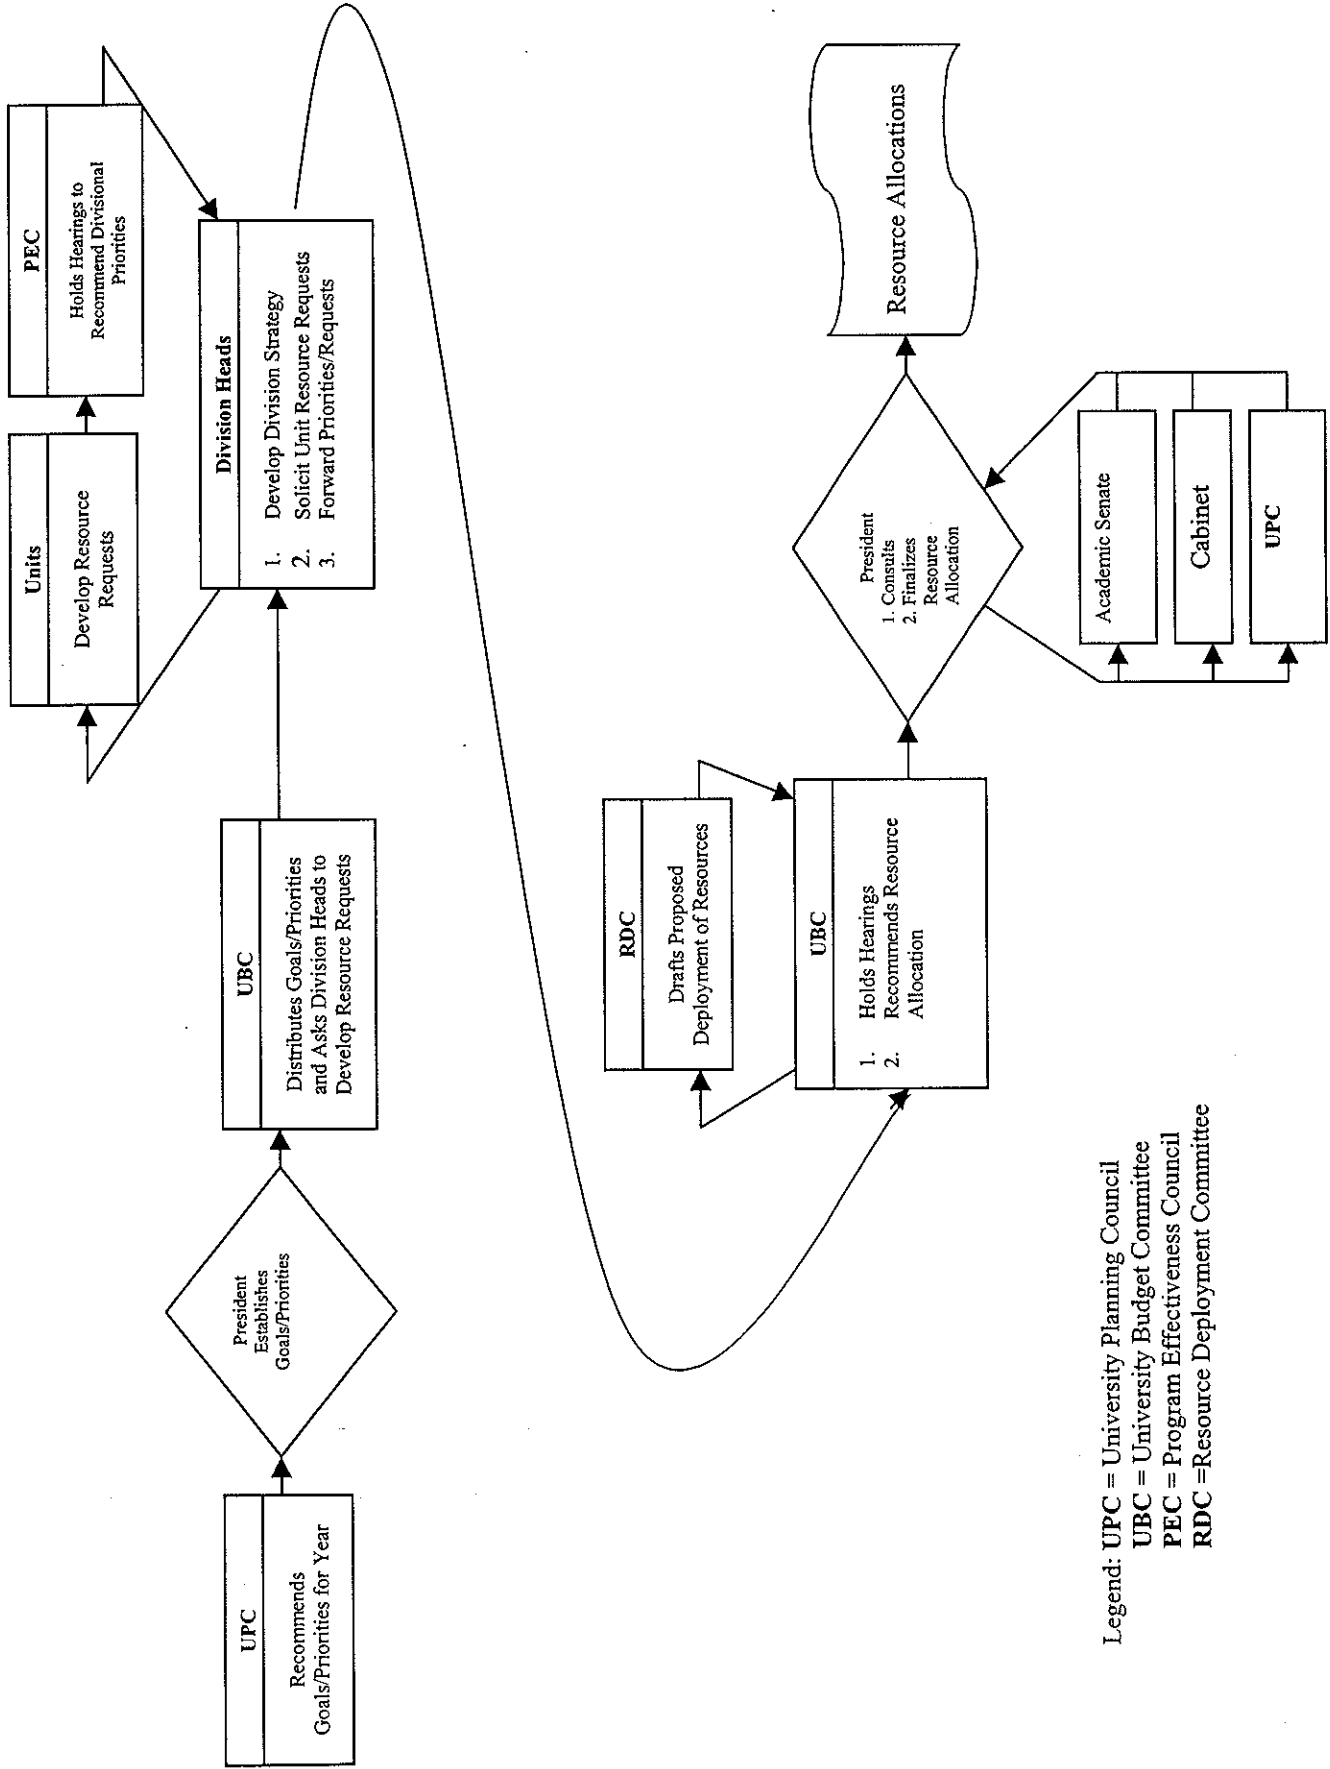 UPC
Recommends
Goals/Priorities for Year
President
Establishes
Goals/Priorities
UBC
Distributes Goals/Priorities
and Asks Division Heads to
Develop Resource Requests
Units
Develop Resource
Requests
PEC
Holds Hearings to
Recommend Divisional
Priorities
Division Heads
1. Develop Division Strategy
2. Solicit Unit Resource Requests
3. Forward Priorities/Requests
RDC
Drafts Proposed
Deployment of Resources
UBC
1. Holds Hearings
2. Recommends Resource
Allocation
President
1. Consults
2. Finalizes
Resource
Allocation
Resource Allocations
Academic Senate
Cabinet
UPC
Legend: UPC = University Planning Council
UBC = University Budget Committee
PEC = Program Effectiveness Council
RDC =Resource Deployment Committee